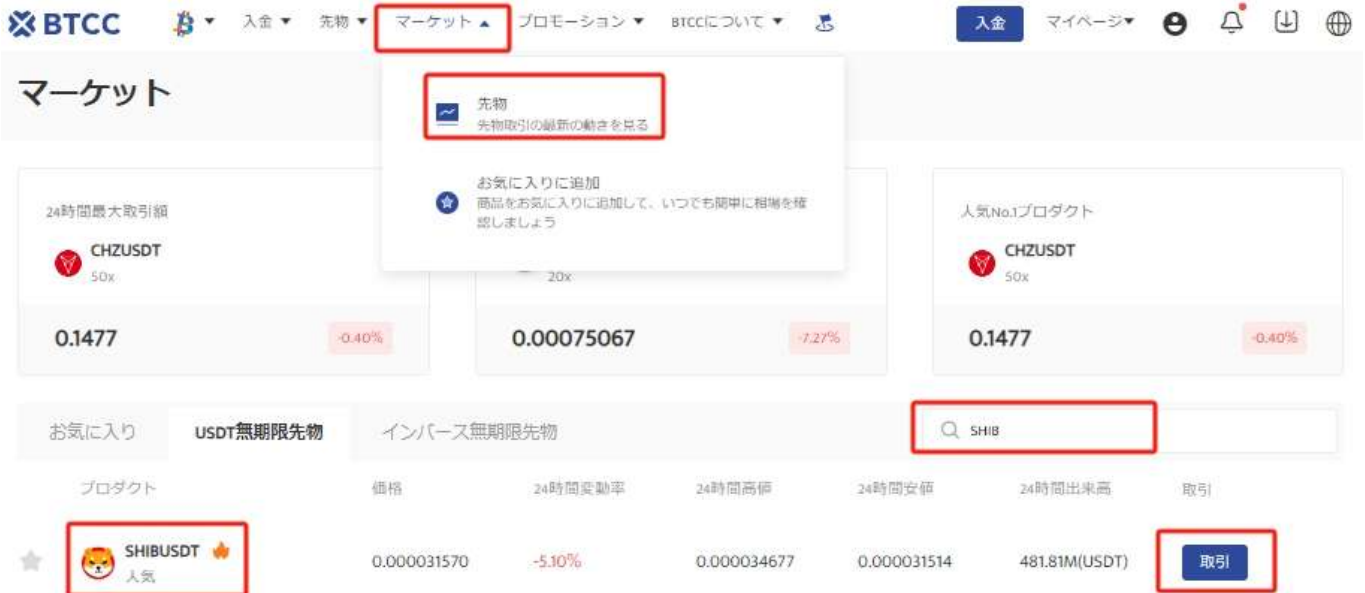 BTCC
入金
先物
マーケット
プロモーション
BTCCについて
入金
マイページ
マーケット
先物
先物取引の最新の動きを見る
お気に入りに追加
商品をお気に入りに追加して、いつでも簡単に相場を確
認しましょう
24時間最大取引額
CHZUSDT
50x
0.1477
-0.40%
20x
0.00075067
-7.27%
人気No.1プロダクト
CHZUSDT
50x
0.1477
-0.40%
お気に入り
USDT無期限先物
インバース無期限先物
SHIB
プロダクト
価格
24時間変動率
24時間高値
24時間安値
24時間出来高
取引
SHIBUSDT
人気
0.000031570
-5.10%
0.000034677
0.000031514
481.81M(USDT)
取引